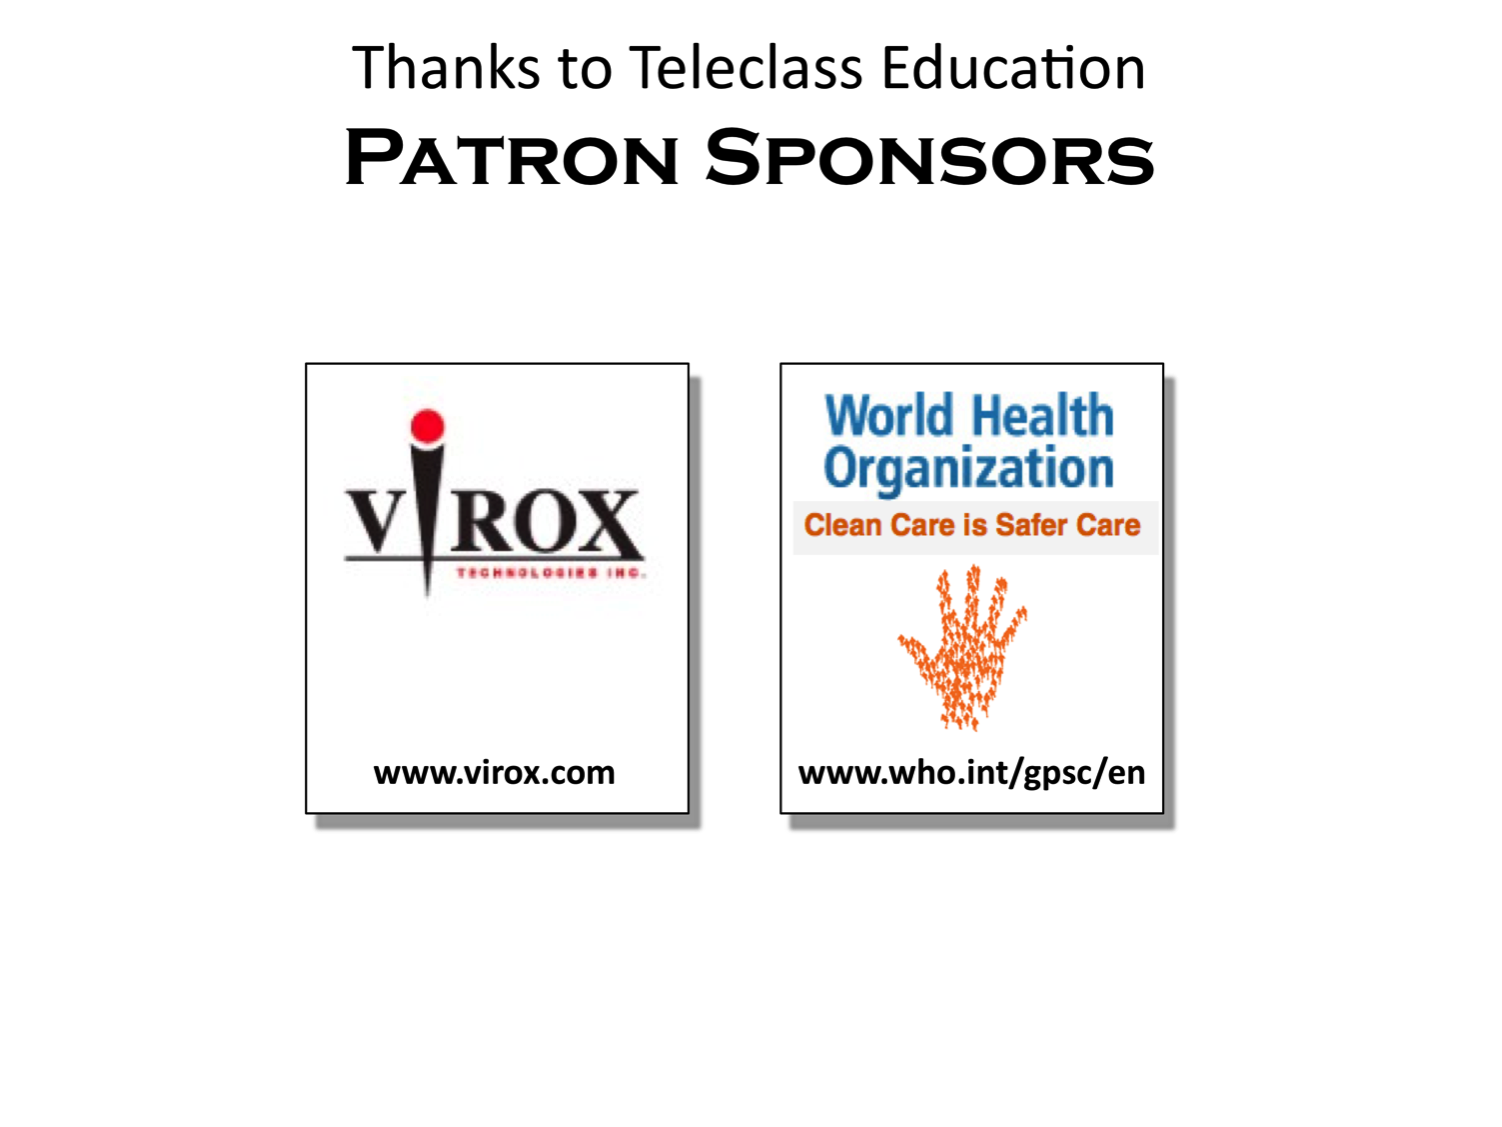 Thanks to Teleclass Education
PATRON SPONSORS
VIROX
TECHNOLOGIES INC.
www.virox.com
World Health
Organization
Clean Care is Safer Care
www.who.int/gpsc/en